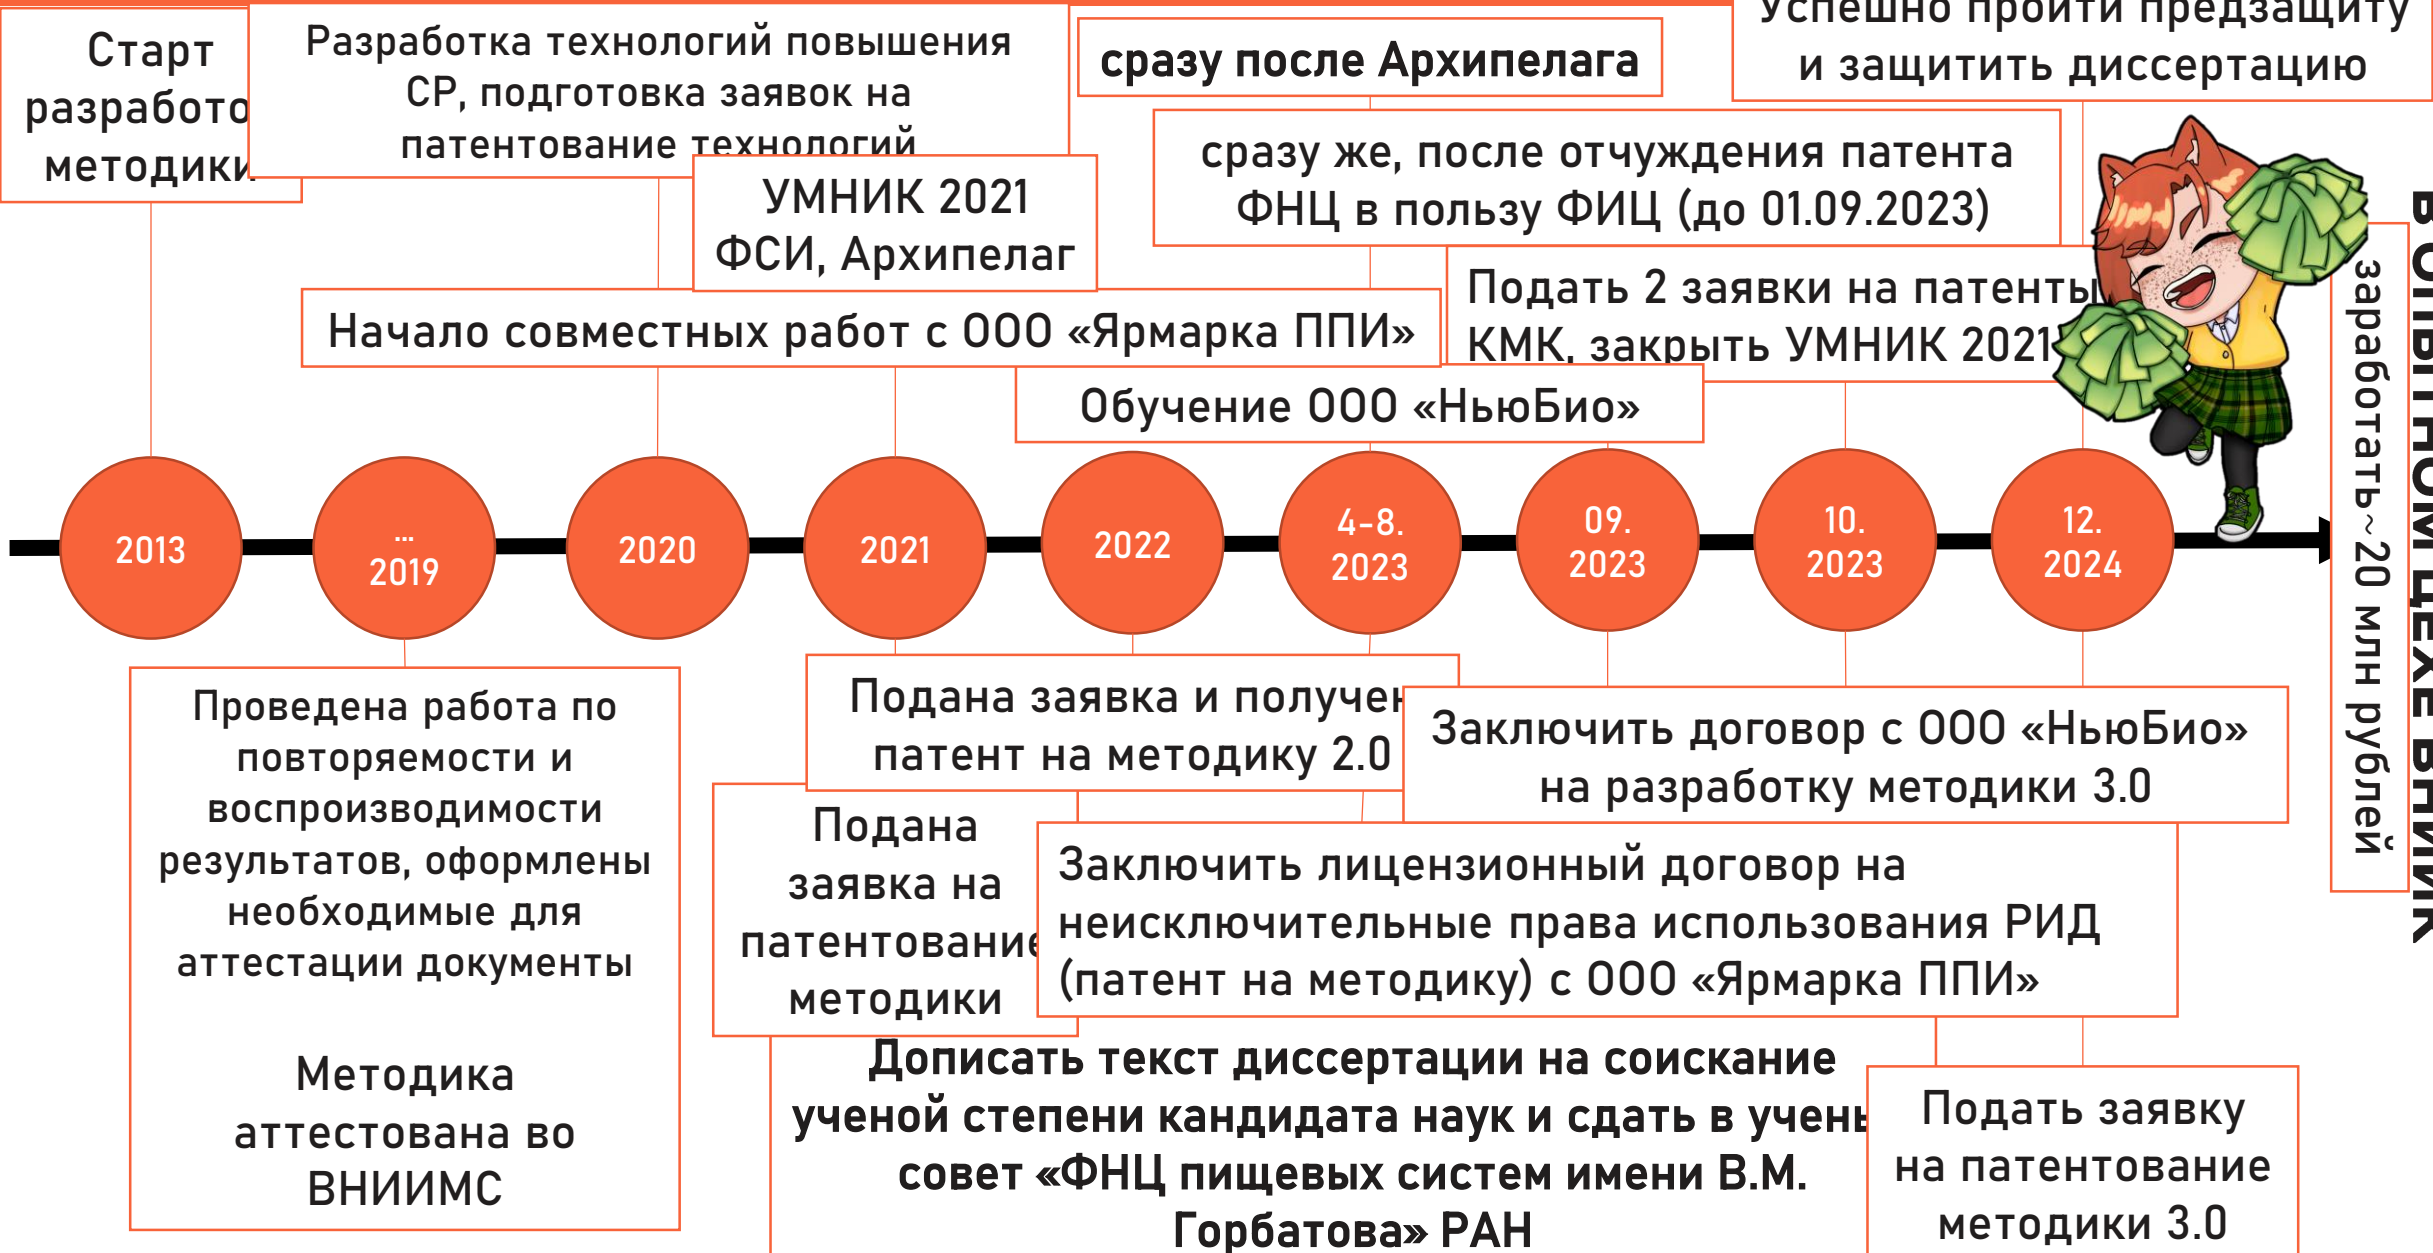 Старт
разработо
методики
Разработка технологий повышения
СР, подготовка заявок на
патентование технологий
УМНИК 2021
ФСИ, Архипелаг
Начало совместных работ с ООО «Ярмарка ППИ»
Обучение ООО «НьюБио»
сразу после Архипелага
сразу же, после отчуждения патента
ФНЦ в пользу ФИЦ (до 01.09.2023)
Подать 2 заявки на патенты
КМК, закрыть УМНИК 2021
Успешно пройти предзащиту
и защитить диссертацию
2013
...
2019
2020
2021
2022
4-8.
2023
09.
2023
10.
2023
12.
2024
Проведена работа по
повторяемости и
воспроизводимости
результатов, оформлены
необходимые для
аттестации документы
Методика
аттестована во
ВНИИМС
Подана заявка и получен
патент на методику 2.0
Подана
заявка на
патентование
методики
Заключить договор с ООО «НьюБио»
на разработку методики 3.0
Заключить лицензионный договор на
неисключительные права использования РИД
(патент на методику) с ООО «Ярмарка ППИ»
Дописать текст диссертации на соискание
ученой степени кандидата наук и сдать в учень
совет «ФНЦ пищевых систем имени В.М.
Горбатова» РАН
Подать заявку
на патентование
методики 3.0
заработать~20 млн рублей
В ОПЫТНОМ ЦЕХЕ ВНИИК